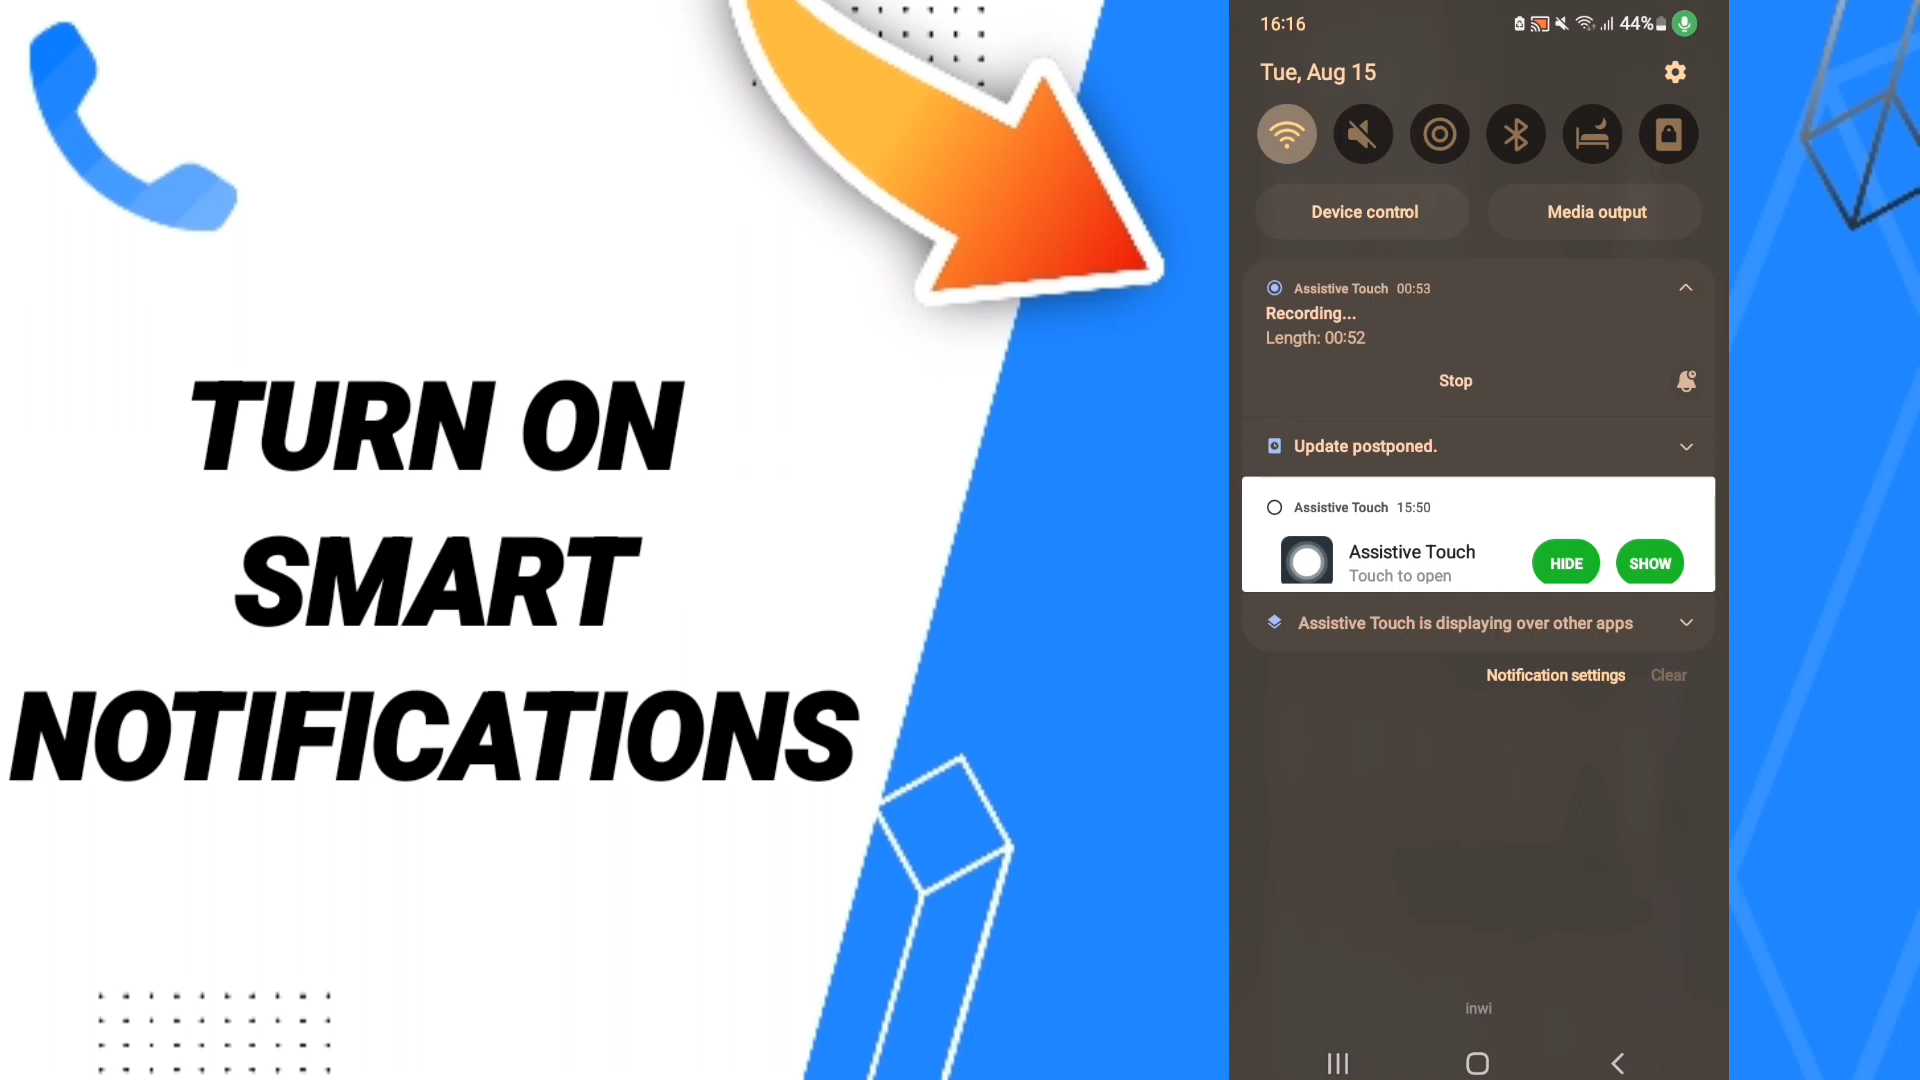 TURN ON
SMART
NOTIFICATIONS
16:16
44%
Tue, Aug 15
Device control
Media output
Assistive Touch 00:53
Recording...
Length: 00:52
Stop
Update postponed.
Assistive Touch 15:50
Assistive Touch
Touch to open
HIDE
SHOW
Assistive Touch is displaying over other apps
Notification settings
Clear
inwi